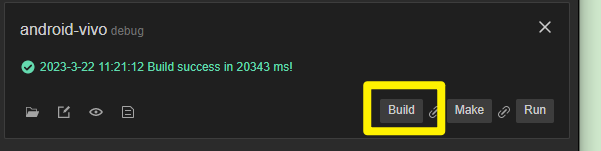 android-vivo debug
2023-3-22 11:21:12 Build success in 20343 ms!
Build Make Run